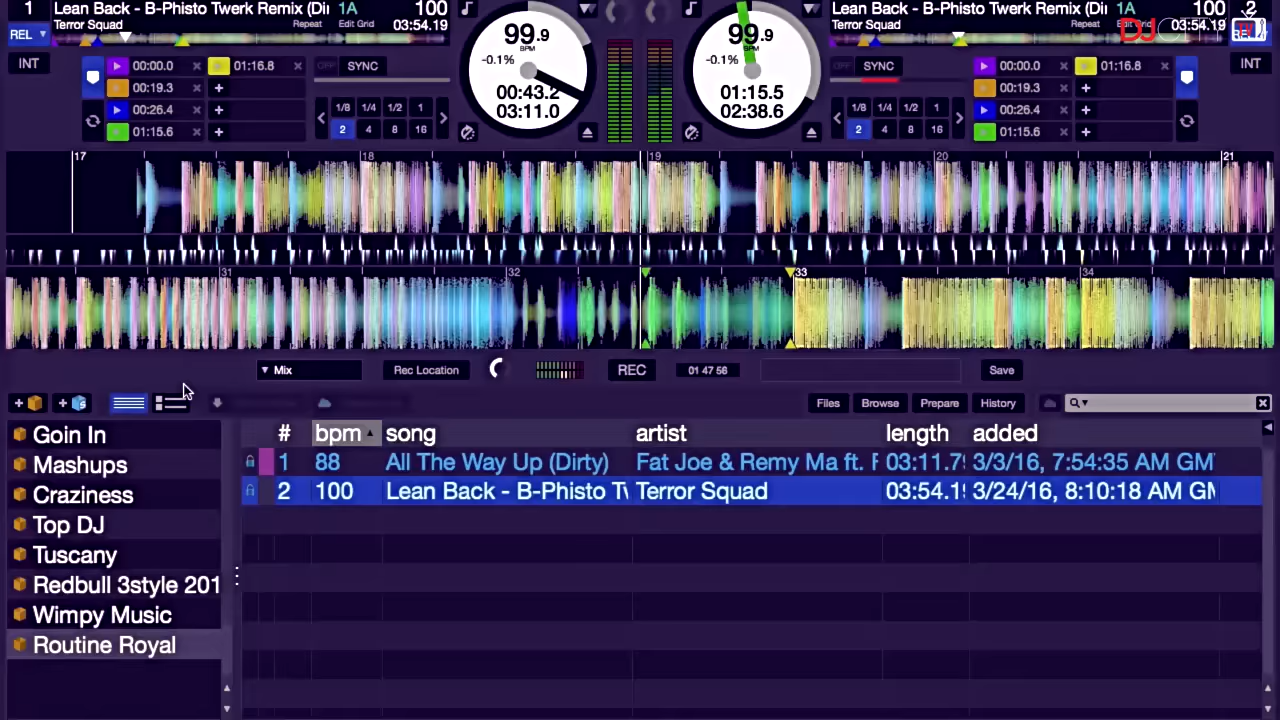 1 Lean Back - B-Phisto Twerk Remix (Dir 1A 100
Terror Squad Repeat Edit Grid 03:54.19
REL
INT
00:00.0 01:16.8
00:19.3
00:26.4
01:15.6
SYNC
1/8 1/4 1/2 1
2 4 8 16
99.9
BPM
-0.1%
00:43.2
03:11.0
99.9
BPM
-0.1%
01:15.5
02:38.6
Lean Back - B-Phisto Twerk Remix (Dir 1A 100 2
Terror Squad Repeat 03:54.19
OFF SYNC
1/8 1/4 1/2 1
2 4 8 16
00:00.0 01:16.8
00:19.3
00:26.4
01:15.6
INT
17 18 19 20 21
31 32 33 34
Mix Rec Location REC 01 47 56 Save
Files Browse Prepare History
Goin In
Mashups
Craziness
Top DJ
Tuscany
Redbull 3style 201
Wimpy Music
Routine Royal
# bpm song artist length added
1 88 All The Way Up (Dirty) Fat Joe & Remy Ma ft. F 03:11.7 3/3/16, 7:54:35 AM GM
2 100 Lean Back - B-Phisto Tw Terror Squad 03:54.1 3/24/16, 8:10:18 AM GM